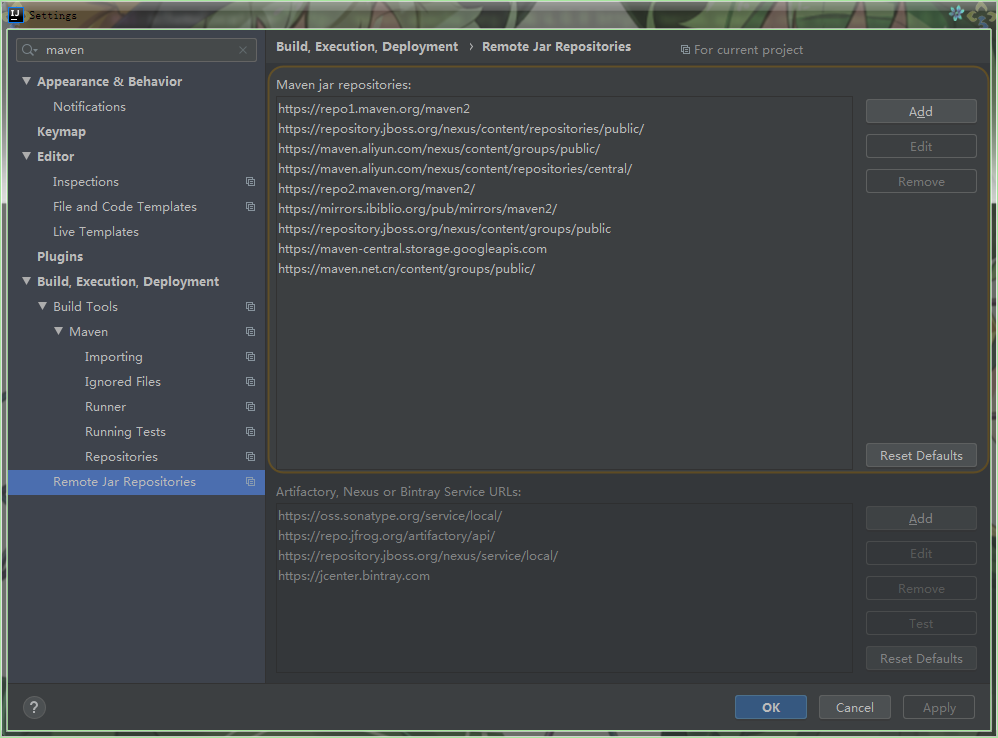 IJ Settings
maven
Appearance & Behavior
Notifications
Keymap
Editor
Inspections
File and Code Templates
Live Templates
Plugins
Build, Execution, Deployment
Build Tools
Maven
Importing
Ignored Files
Runner
Running Tests
Repositories
Remote Jar Repositories
Build, Execution, Deployment › Remote Jar Repositories For current project
Maven jar repositories:
https://repo1.maven.org/maven2
https://repository.jboss.org/nexus/content/repositories/public/
https://maven.aliyun.com/nexus/content/groups/public/
https://maven.aliyun.com/nexus/content/repositories/central/
https://repo2.maven.org/maven2/
https://mirrors.ibiblio.org/pub/mirrors/maven2/
https://repository.jboss.org/nexus/content/groups/public
https://maven-central.storage.googleapis.com
https://maven.net.cn/content/groups/public/
Add
Edit
Remove
Reset Defaults
Artifactory, Nexus or Bintray Service URLs:
https://oss.sonatype.org/service/local/
https://repo.jfrog.org/artifactory/api/
https://repository.jboss.org/nexus/service/local/
https://jcenter.bintray.com
Add
Edit
Remove
Test
Reset Defaults
?
OK Cancel Apply